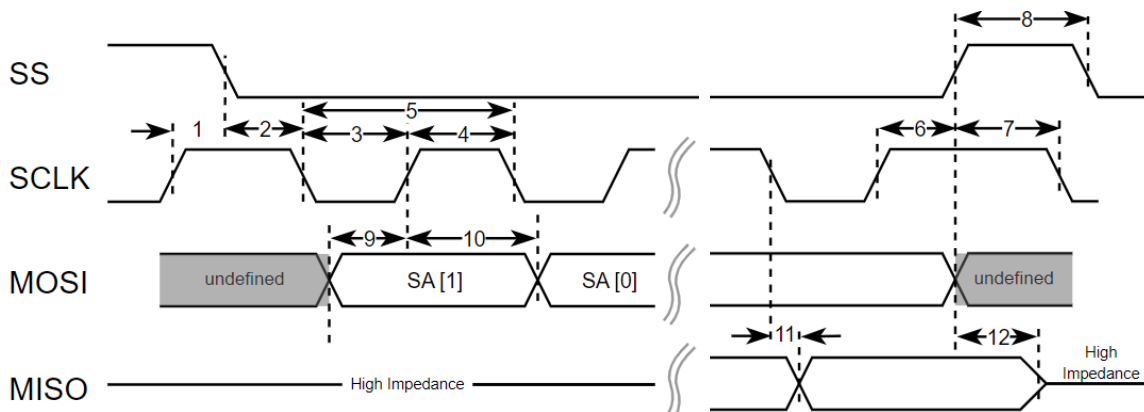 8
SS
5
1 2 3 4 6 7
SCLK
9 10
MOSI undefined SA [1] SA [0] undefined
11 12
High
Impedance
MISO High Impedance